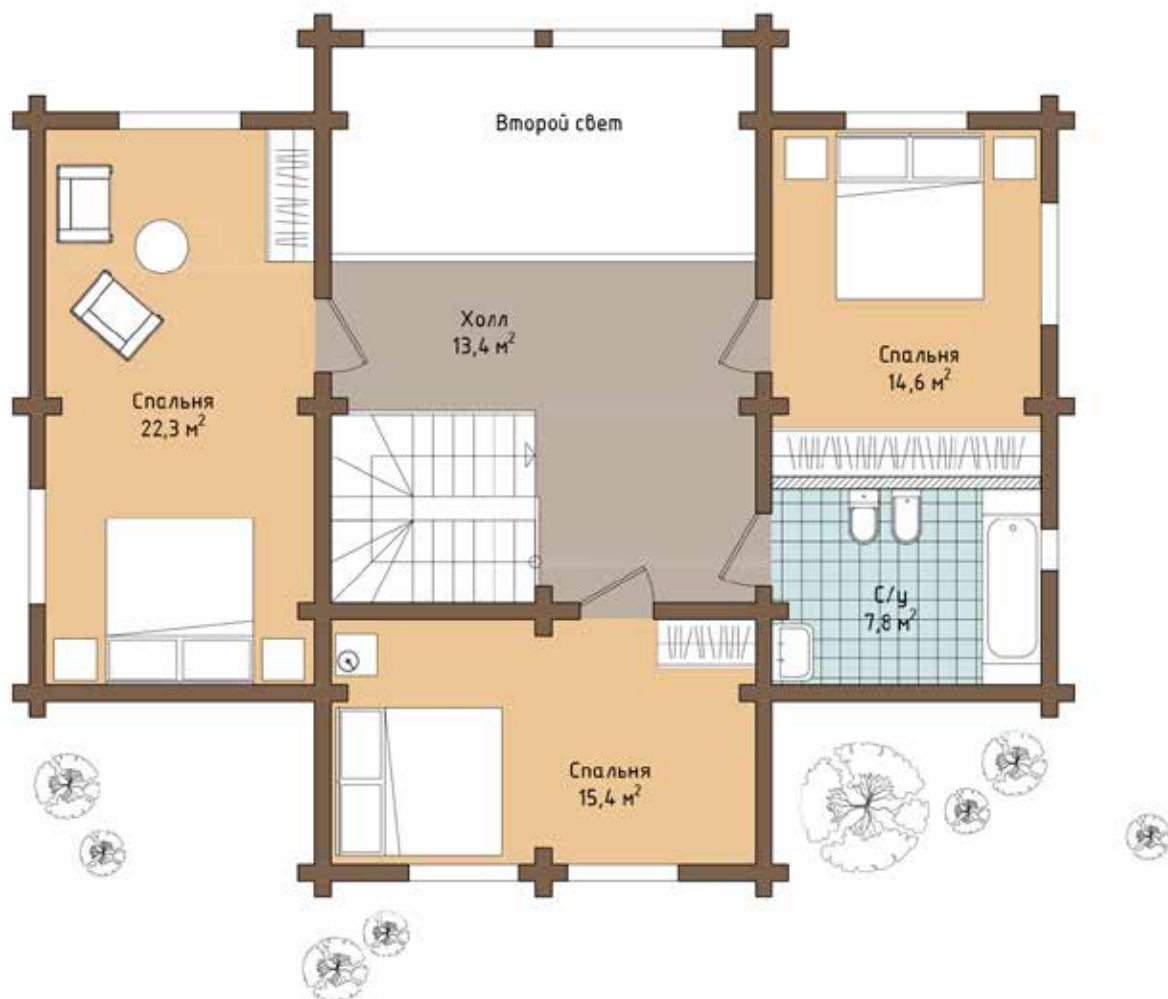 Второй свет
Холл
13,4 м²
Спальня
14,6 м²
Спальня
22,3 м²
С/у
7,8 м²
Спальня
15,4 м²